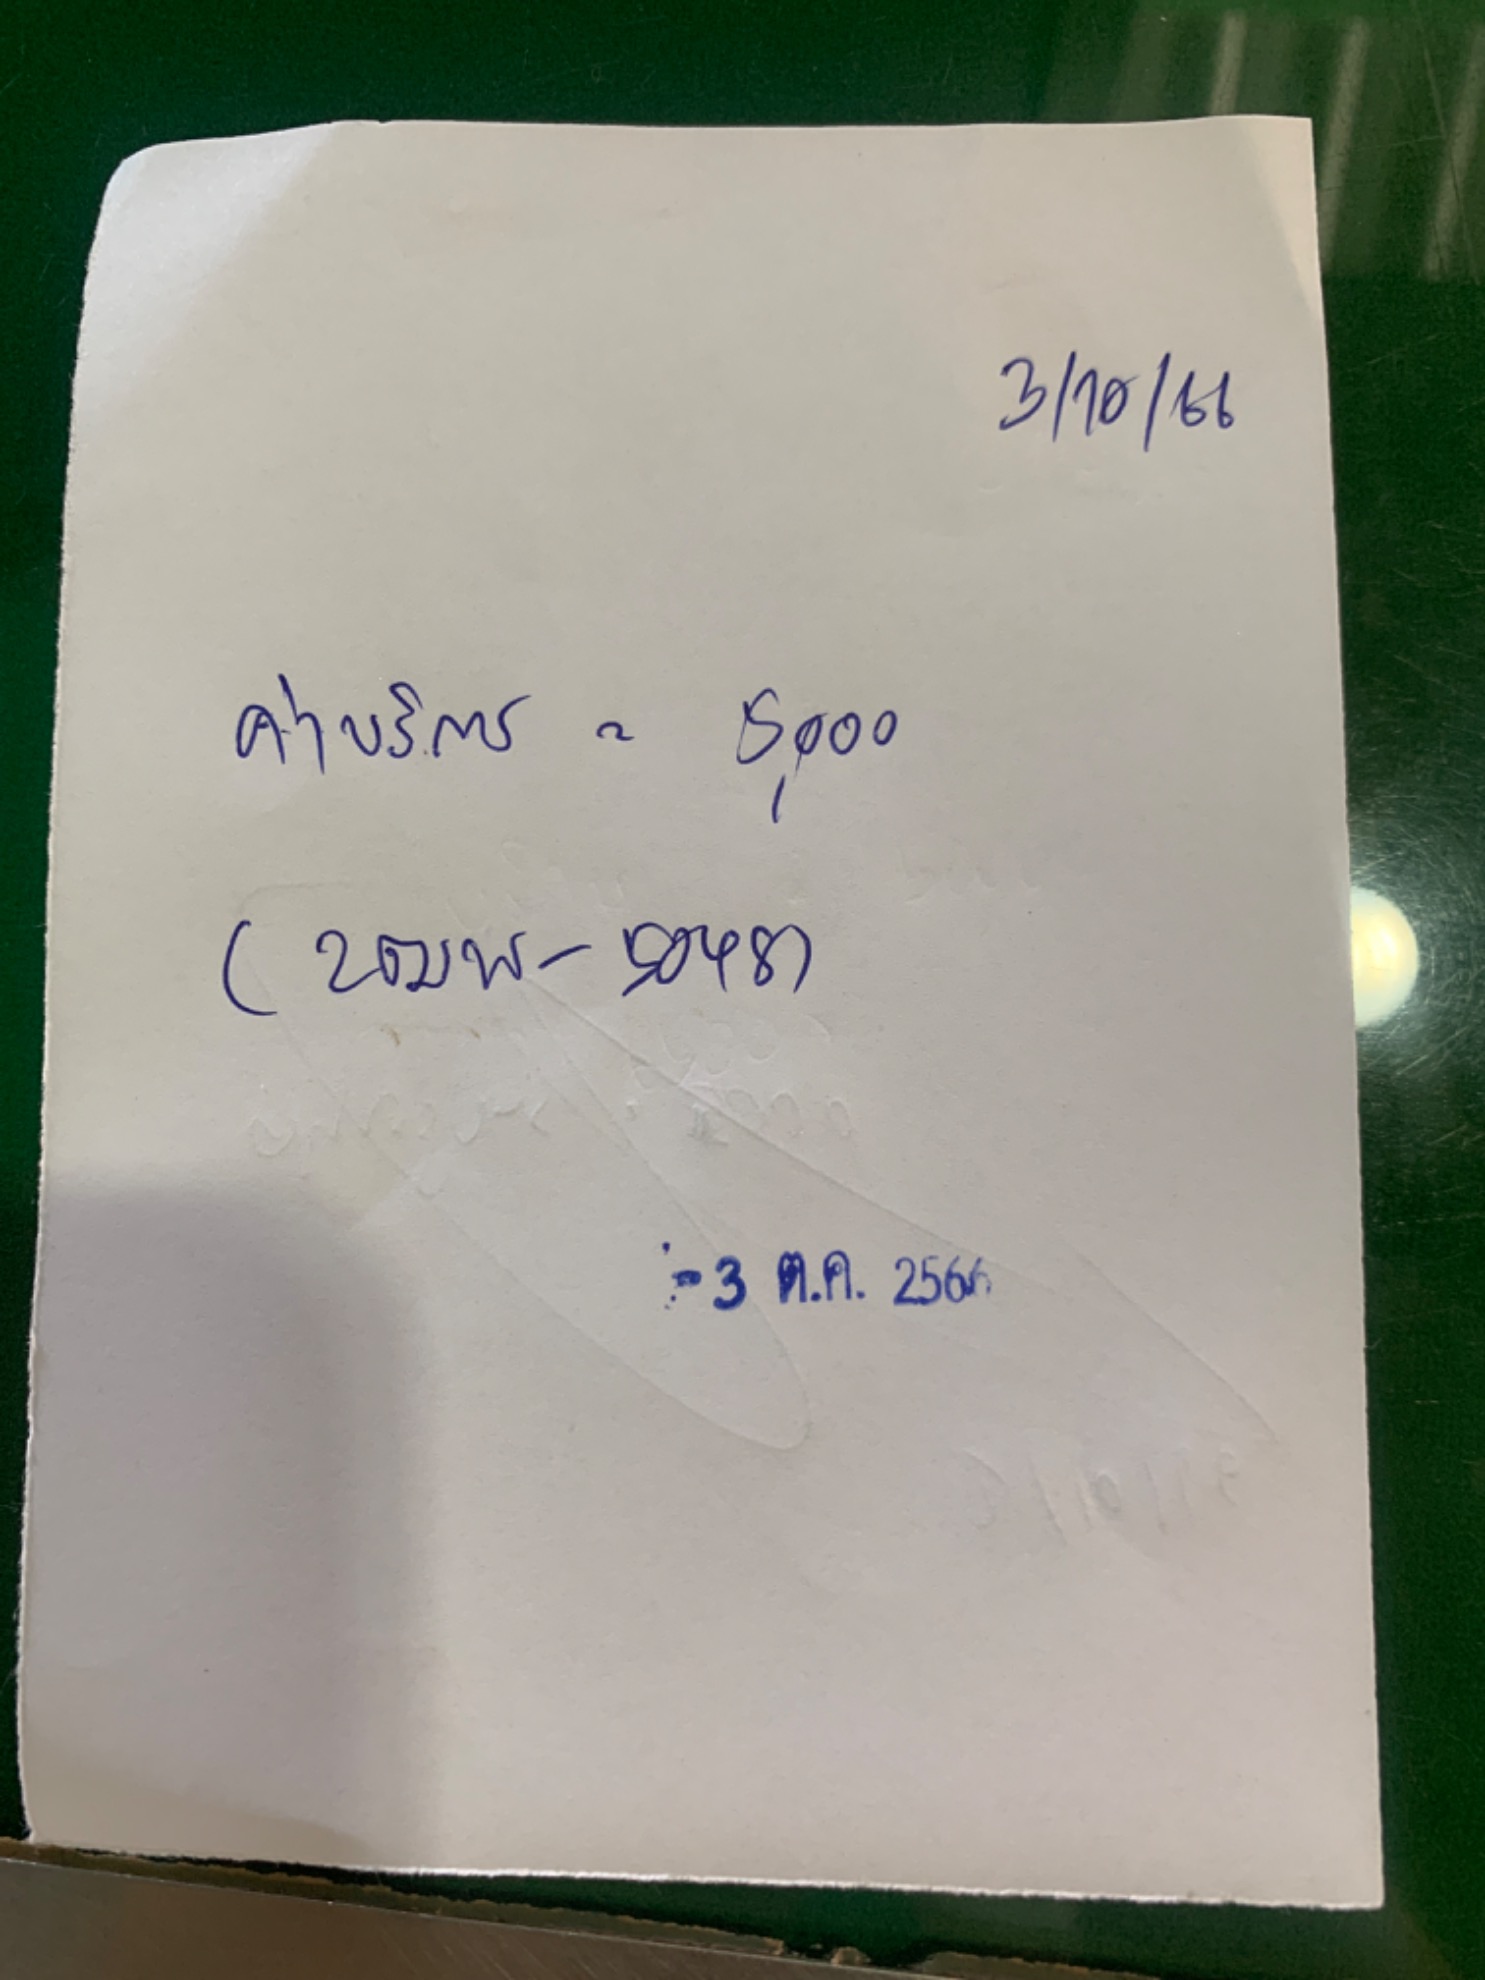 3/10/66
ค่าบริการ = 5,000
(2ฒพ-5048)
-3 ต.ค. 2566